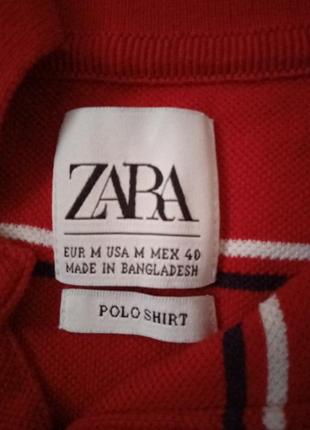 ZARA
EUR M USA M MEX 40
MADE IN BANGLADESH
POLO SHIRT